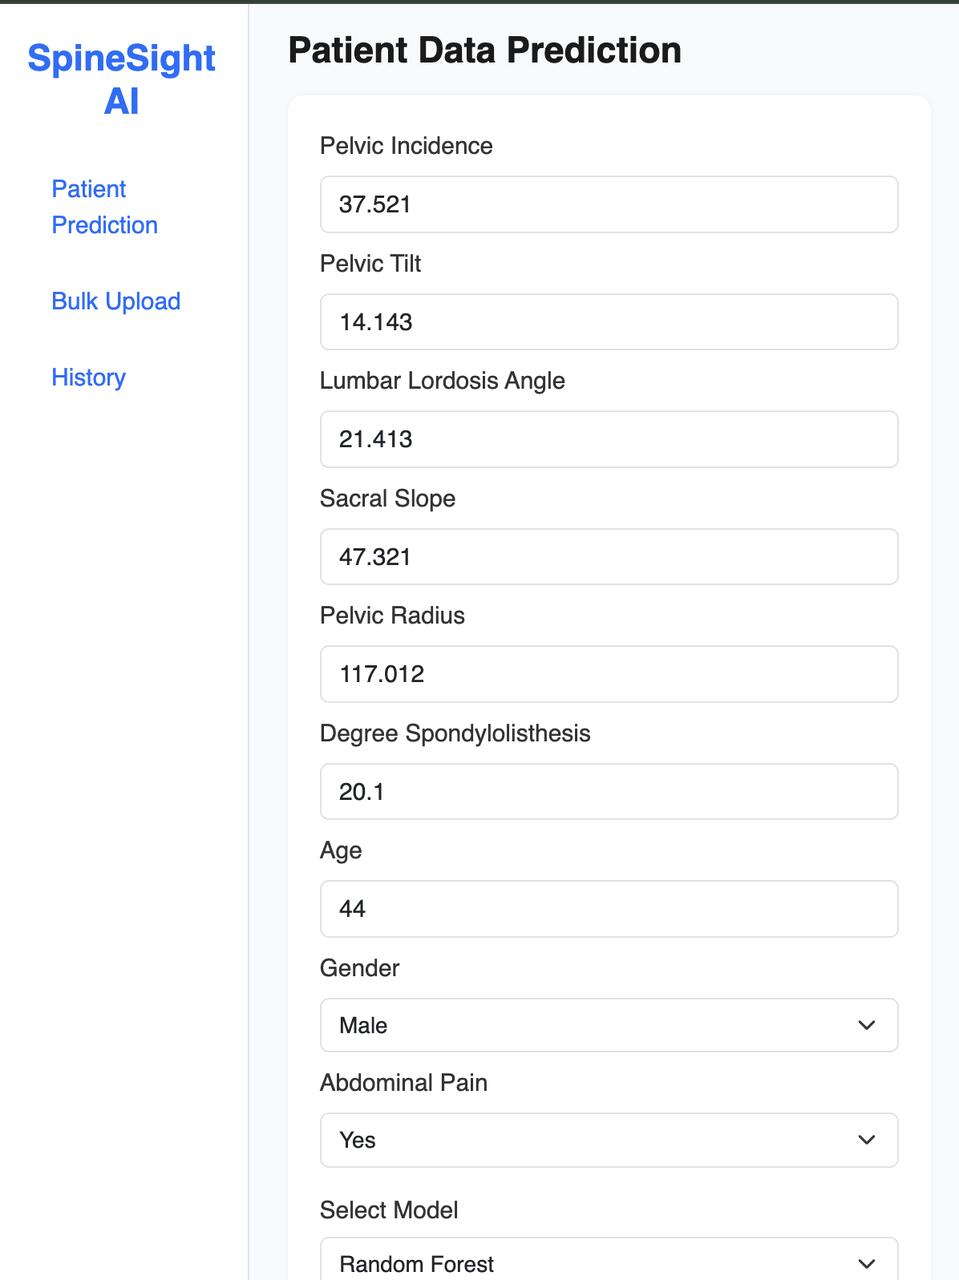 SpineSight
AI
Patient
Prediction
Bulk Upload
History
Patient Data Prediction
Pelvic Incidence
37.521
Pelvic Tilt
14.143
Lumbar Lordosis Angle
21.413
Sacral Slope
47.321
Pelvic Radius
117.012
Degree Spondylolisthesis
20.1
Age
44
Gender
Male
Abdominal Pain
Yes
Select Model
Random Forest